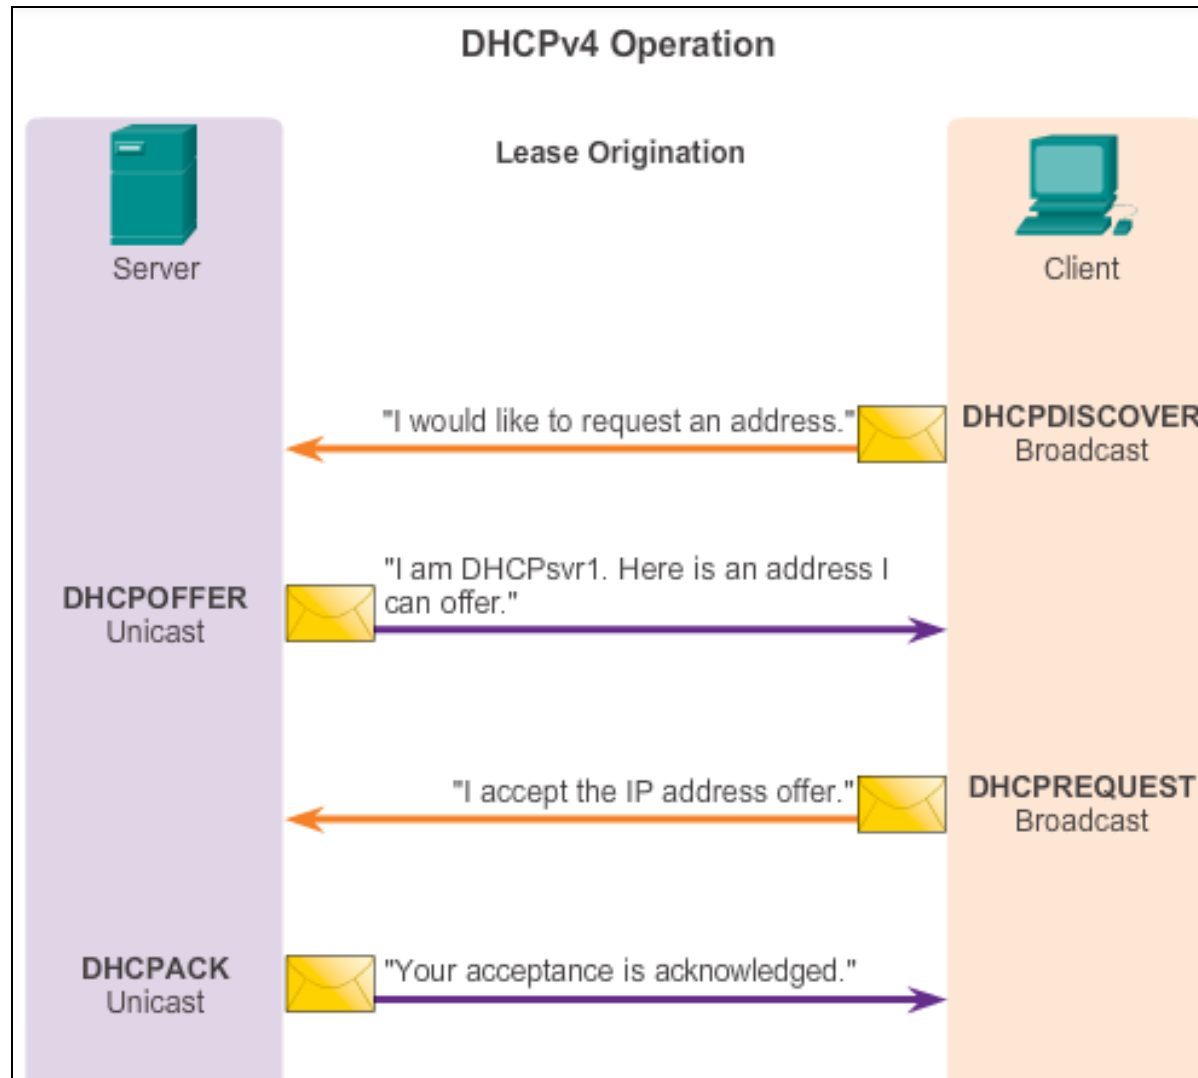 DHCPv4 Operation
Lease Origination
Server
Client
"I would like to request an address."
DHCPDISCOVER
Broadcast
"I am DHCPsvr1. Here is an address I
can offer."
DHCPOFFER
Unicast
"I accept the IP address offer."
DHCPREQUEST
Broadcast
DHCPACK
Unicast
"Your acceptance is acknowledged."